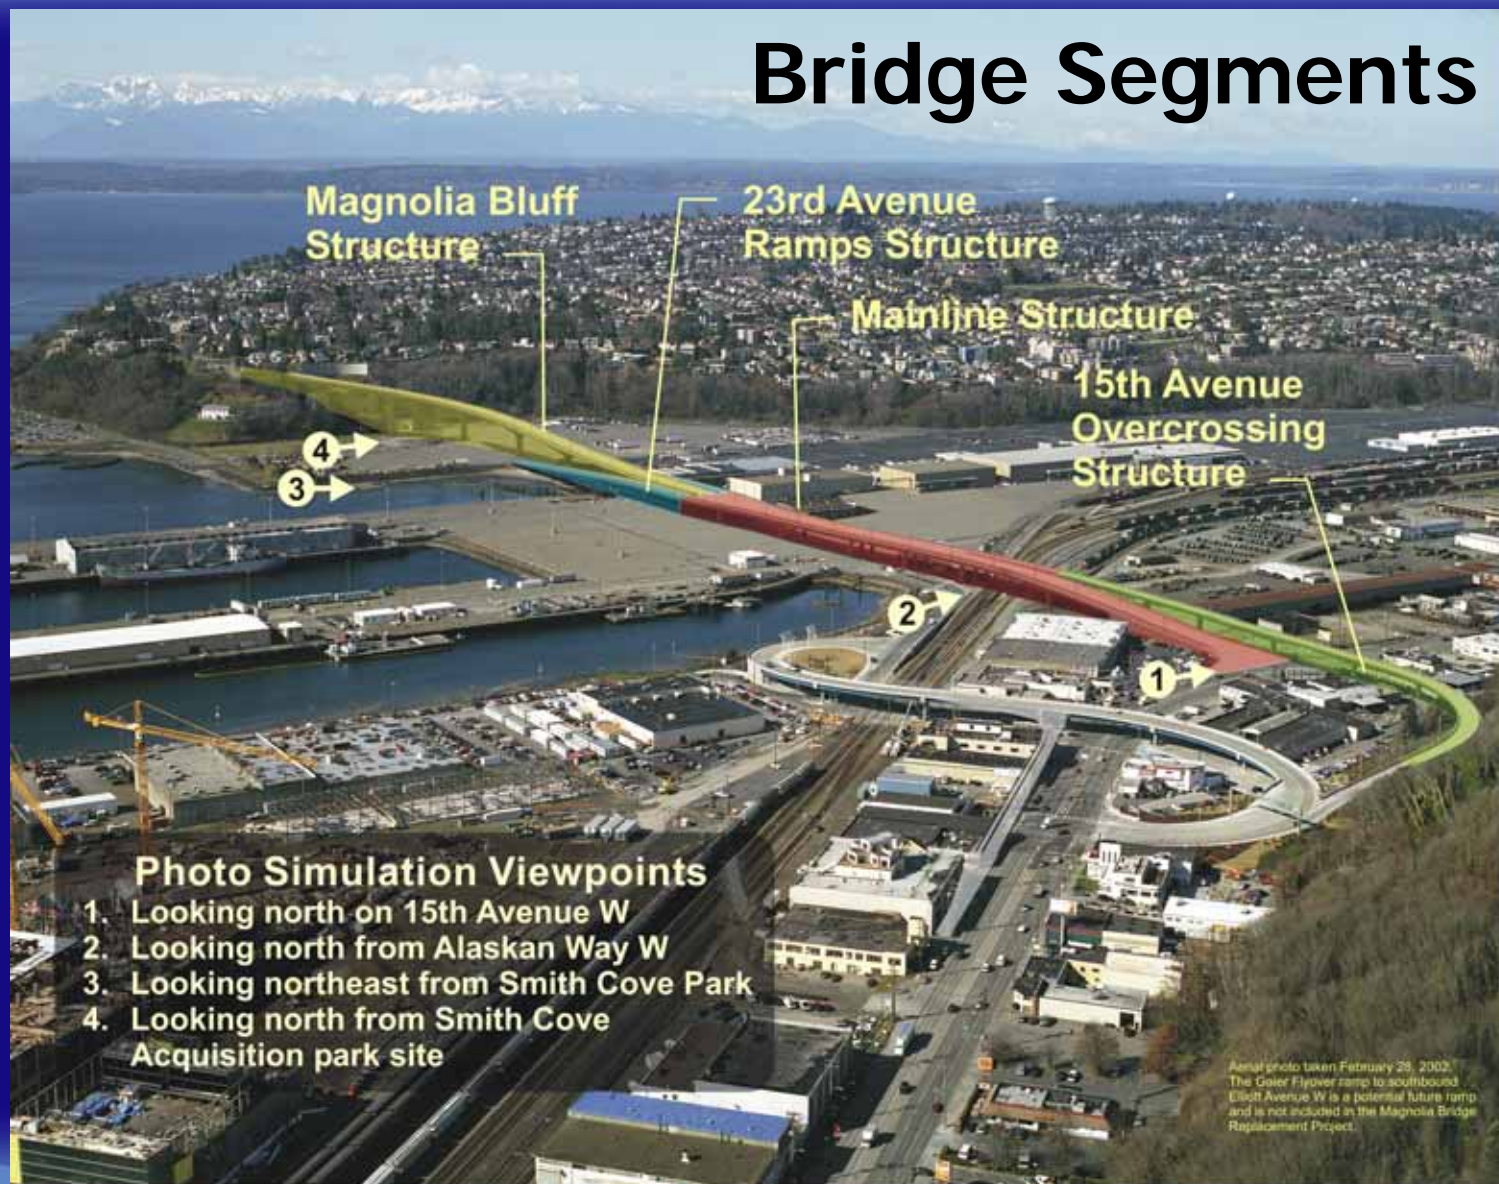 Bridge Segments
Magnolia Bluff
Structure
23rd Avenue
Ramps Structure
Mainline Structure
15th Avenue
Overcrossing
Structure
4
3
2
1
Photo Simulation Viewpoints
1. Looking north on 15th Avenue W
2. Looking north from Alaskan Way W
3. Looking northeast from Smith Cove Park
4. Looking north from Smith Cove
Acquisition park site
Aerial photo taken February 28, 2002.
The Galer Flyover ramp to southbound
Elliott Avenue W is a potential future ramp
and is not included in the Magnolia Bridge
Replacement Project.